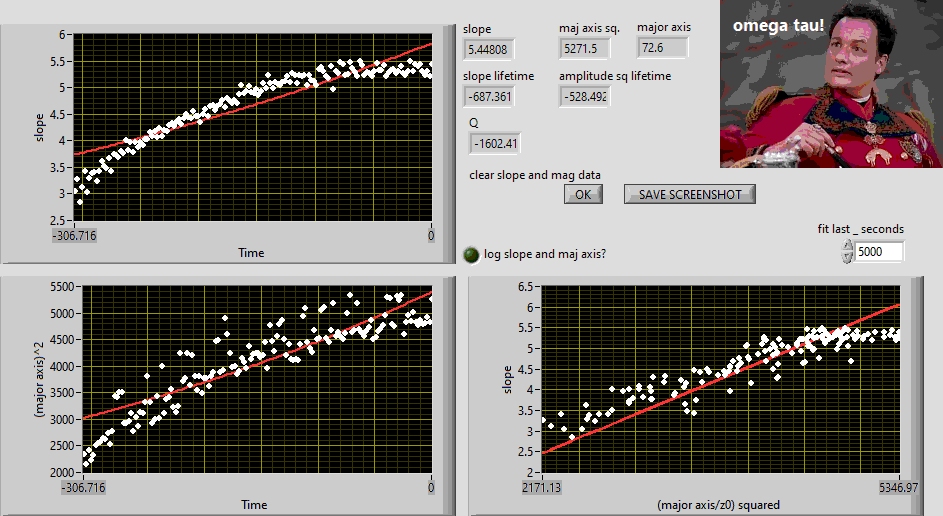 omega tau!
slope
maj axis sq.
major axis
5.44808
5271.5
72.6
slope lifetime
amplitude sq lifetime
-687.361
-528.492
Q
-1602.41
clear slope and mag data
OK
SAVE SCREENSHOT
fit last _ seconds
5000
log slope and maj axis?
6
5.5
5
4.5
4
3.5
3
2.5
slope
-306.716
0
Time
5500
5000
4500
4000
3500
3000
2500
2000
(major axis)^2
-306.716
0
Time
6.5
6
5.5
5
4.5
4
3.5
3
2.5
2
slope
2171.13
5346.97
(major axis/z0) squared